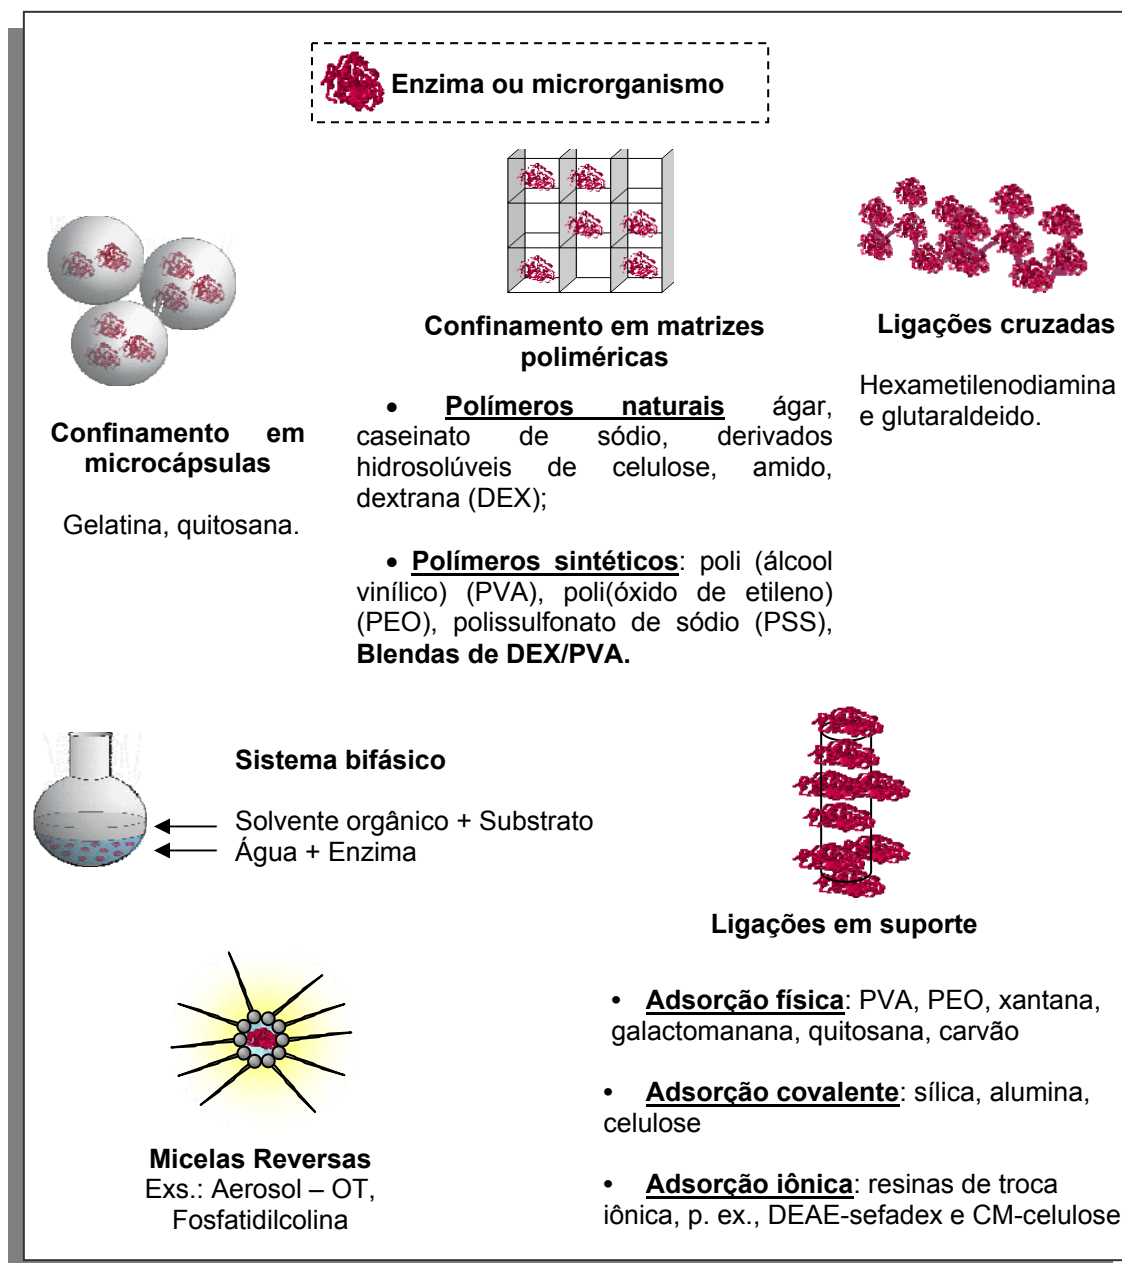 Enzima ou microrganismo
Confinamento em microcápsulas
Gelatina, quitosana.
Confinamento em matrizes
poliméricas
• Polímeros naturais ágar,
caseinato de sódio, derivados
hidrosolúveis de celulose, amido,
dextrana (DEX);
• Polímeros sintéticos: poli (álcool
vinílico) (PVA), poli(óxido de etileno)
(PEO), polissulfonato de sódio (PSS),
Blendas de DEX/PVA.
Ligações cruzadas
Hexametilenodiamina
e glutaraldeido.
Sistema bifásico
Solvente orgânico + Substrato
Água + Enzima
Micelas Reversas
Exs.: Aerosol – OT,
Fosfatidilcolina
Ligações em suporte
• Adsorção física: PVA, PEO, xantana,
galactomanana, quitosana, carvão
• Adsorção covalente: sílica, alumina,
celulose
• Adsorção iônica: resinas de troca
iônica, p. ex., DEAE-sefadex e CM-celulose